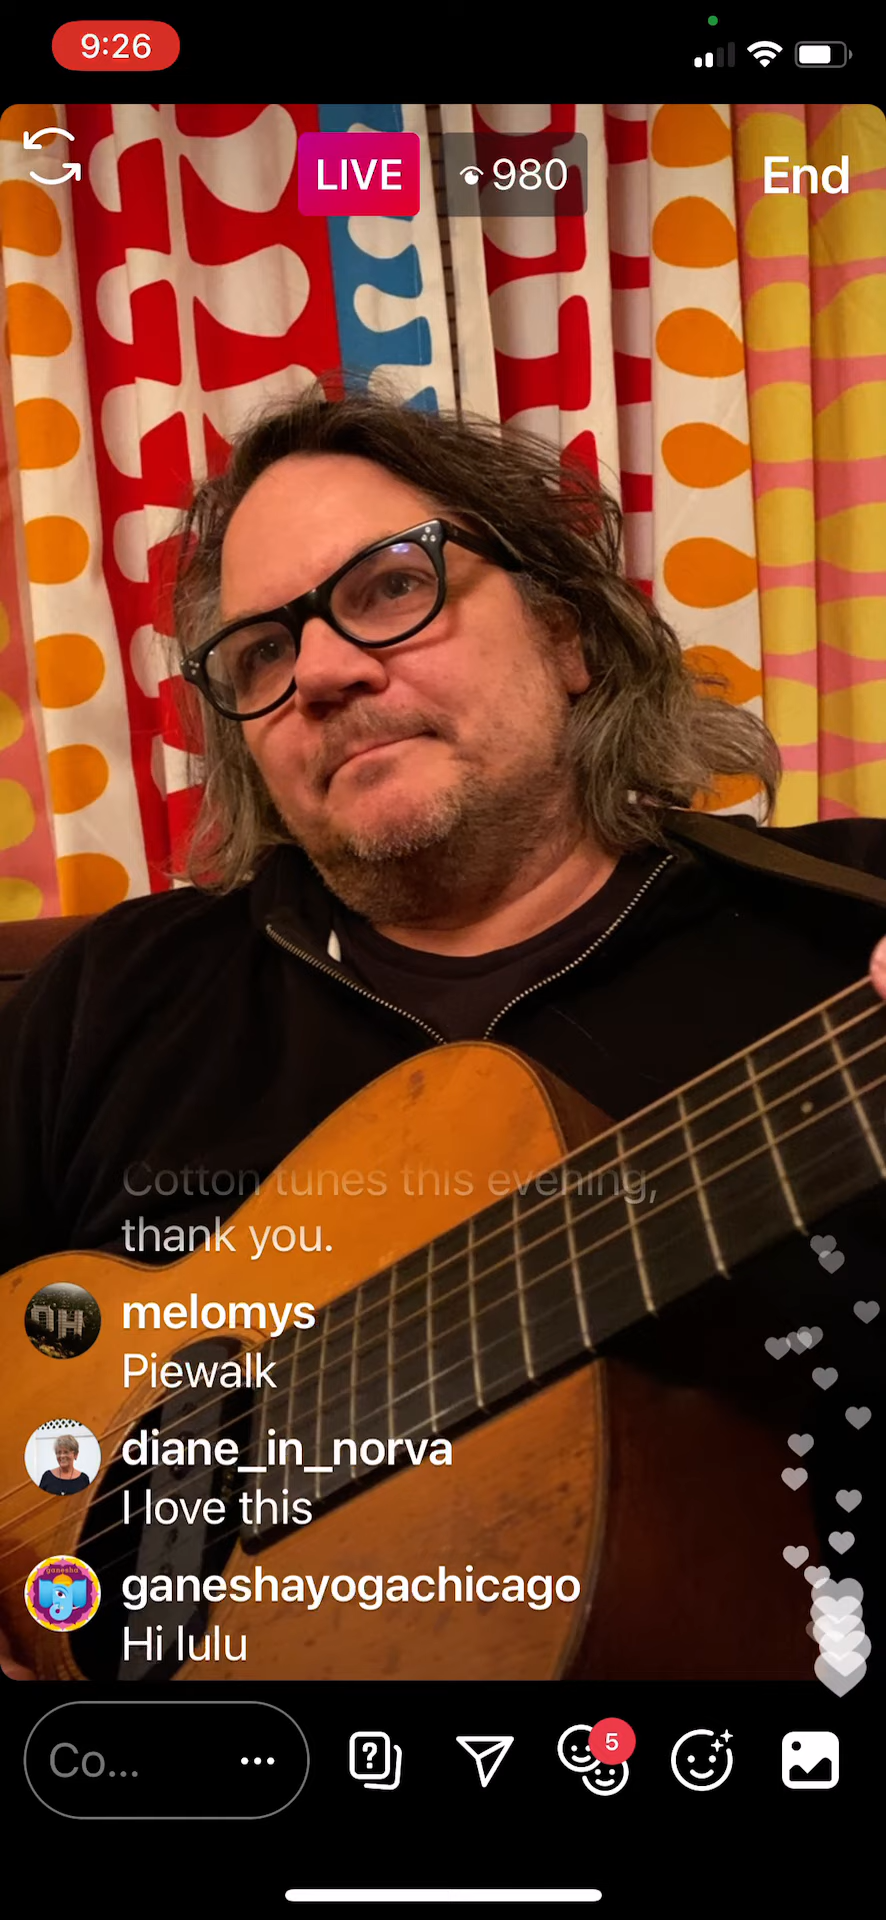 9:26
LIVE
980
End
Cotton tunes this evening,
thank you.
melomys
Piewalk
diane_in_norva
I love this
ganeshayogachicago
Hi lulu
Co...
5